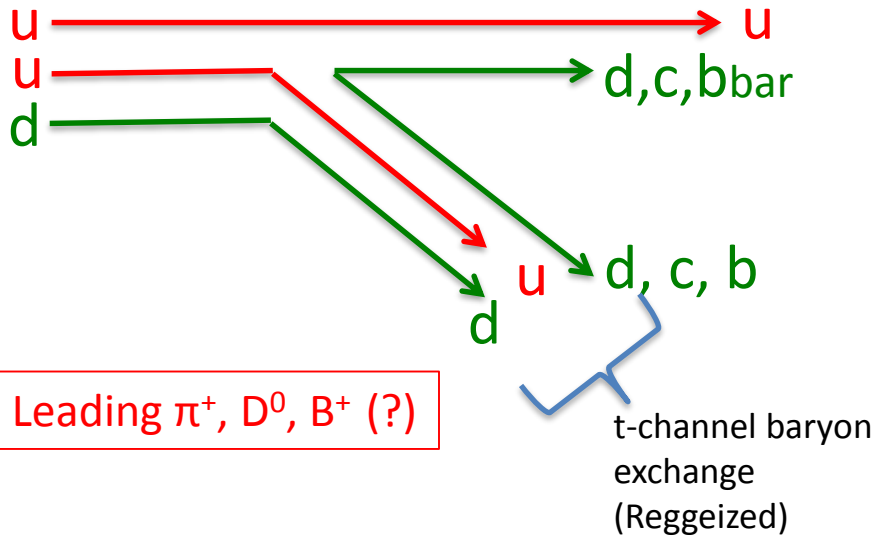 u u
u d,c,bbar
d
u d, c, b
d
Leading π⁺, D⁰, B⁺ (?)
t-channel baryon
exchange
(Reggeized)